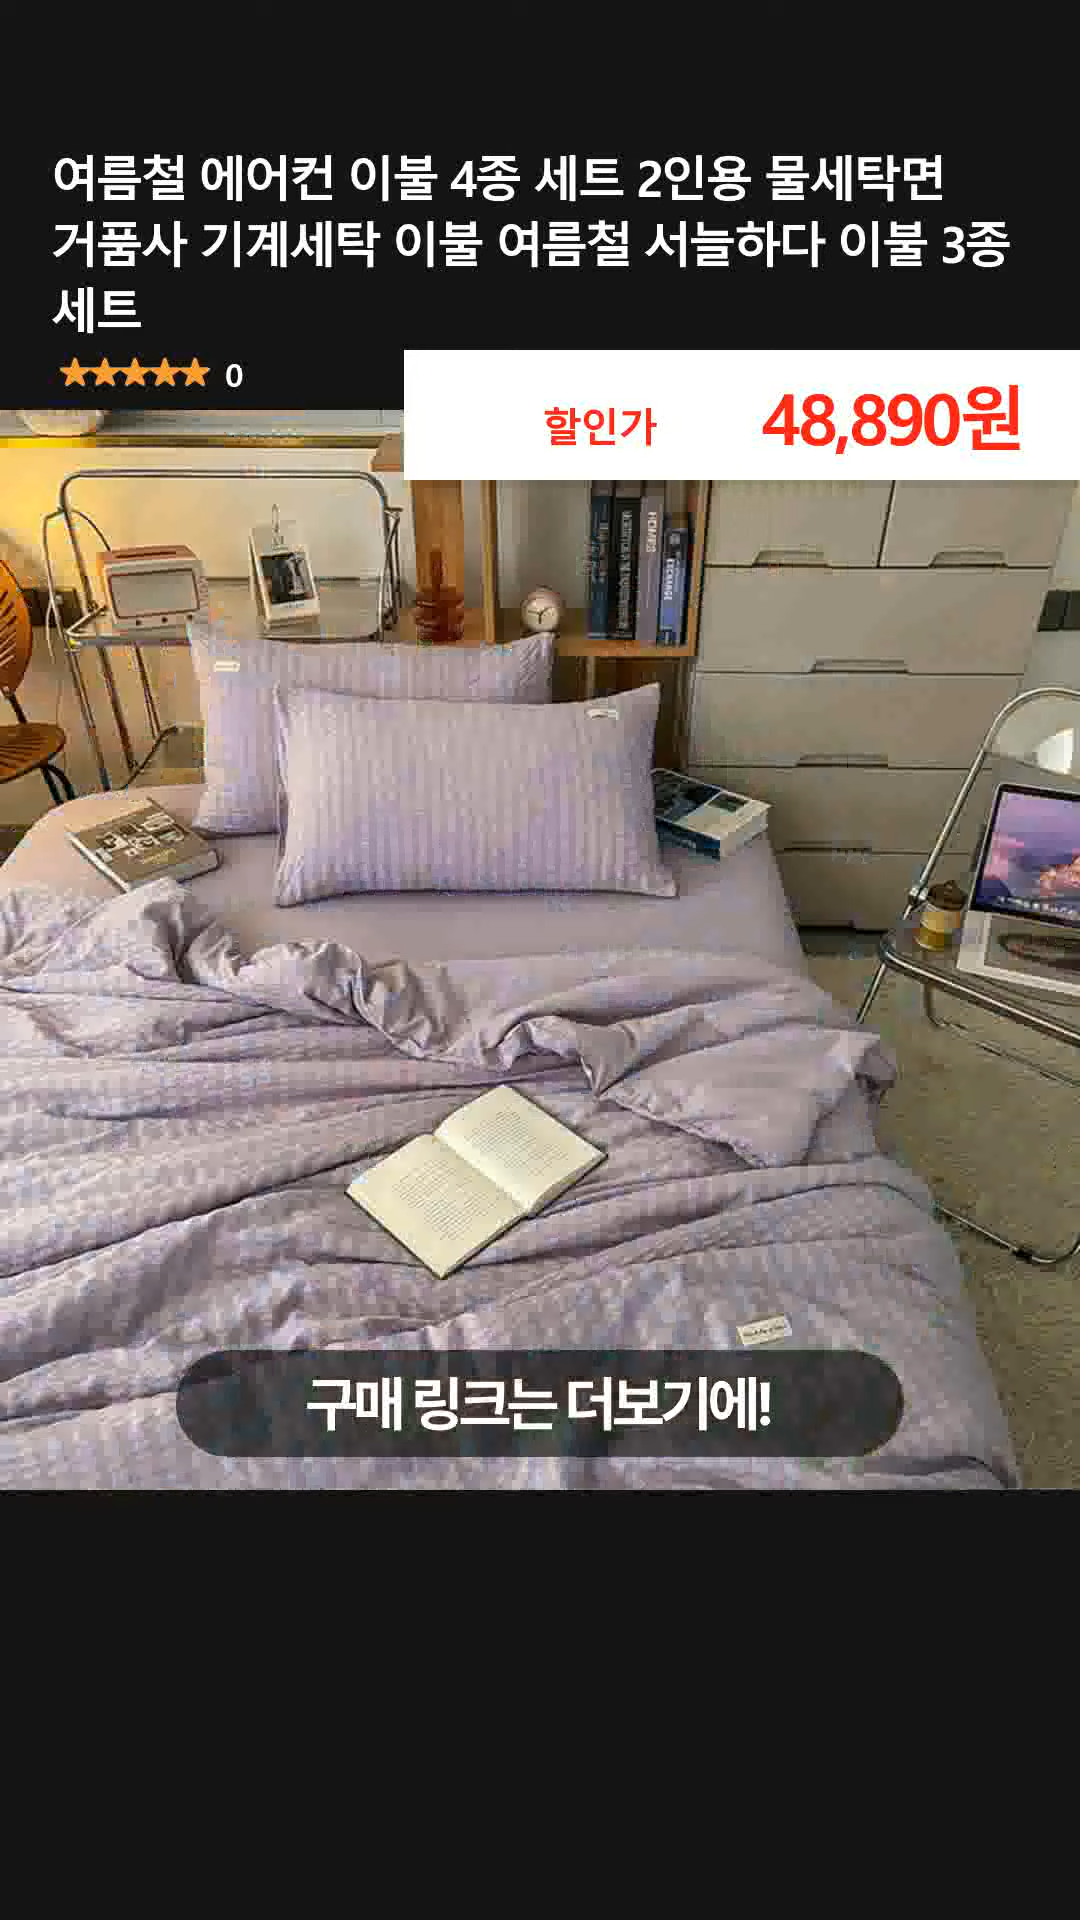 여름철 에어컨 이불 4종 세트 2인용 물세탁면
거품사 기계세탁 이불 여름철 서늘하다 이불 3종
세트
0
할인가 48,890원
HERMES
EXCHANGE
구매 링크는 더보기에!